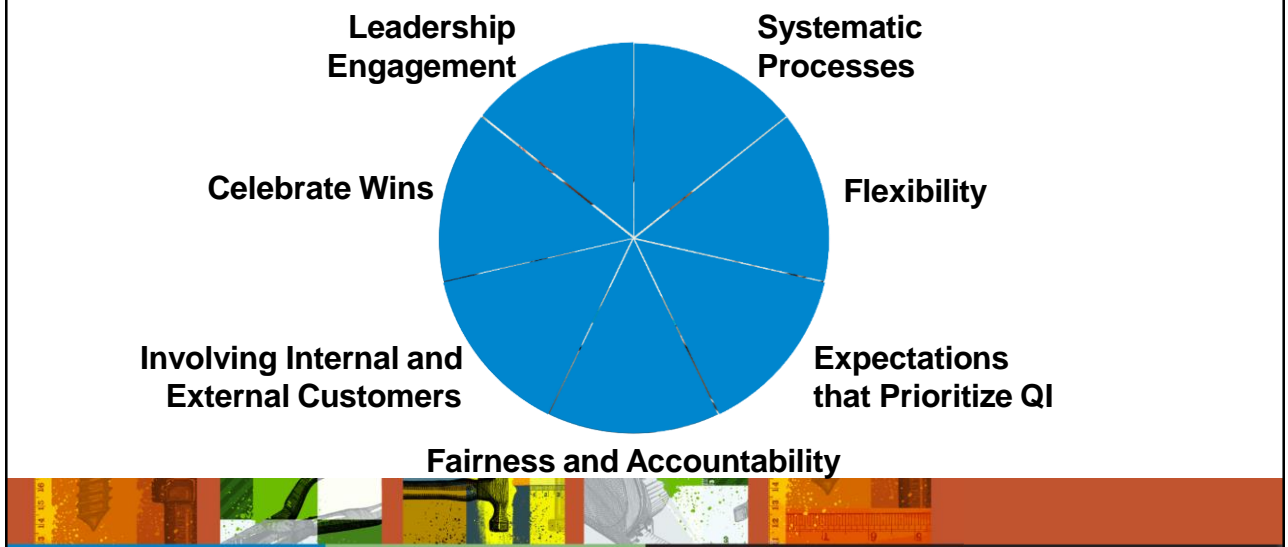 Leadership
Engagement
Systematic
Processes
Celebrate Wins
Flexibility
Involving Internal and
External Customers
Expectations
that Prioritize QI
Fairness and Accountability